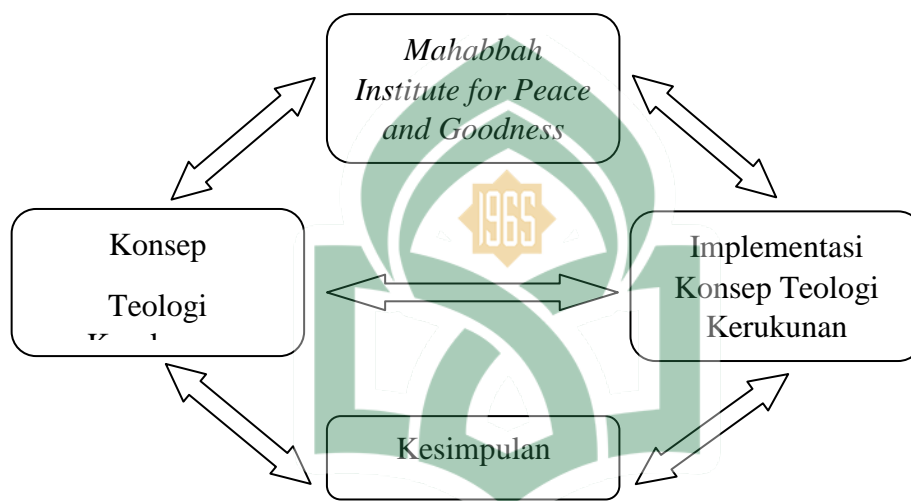 Mahabbah
Institute for Peace
and Goodness
1965
Konsep
Teologi
Implementasi
Konsep Teologi
Kerukunan
Kesimpulan